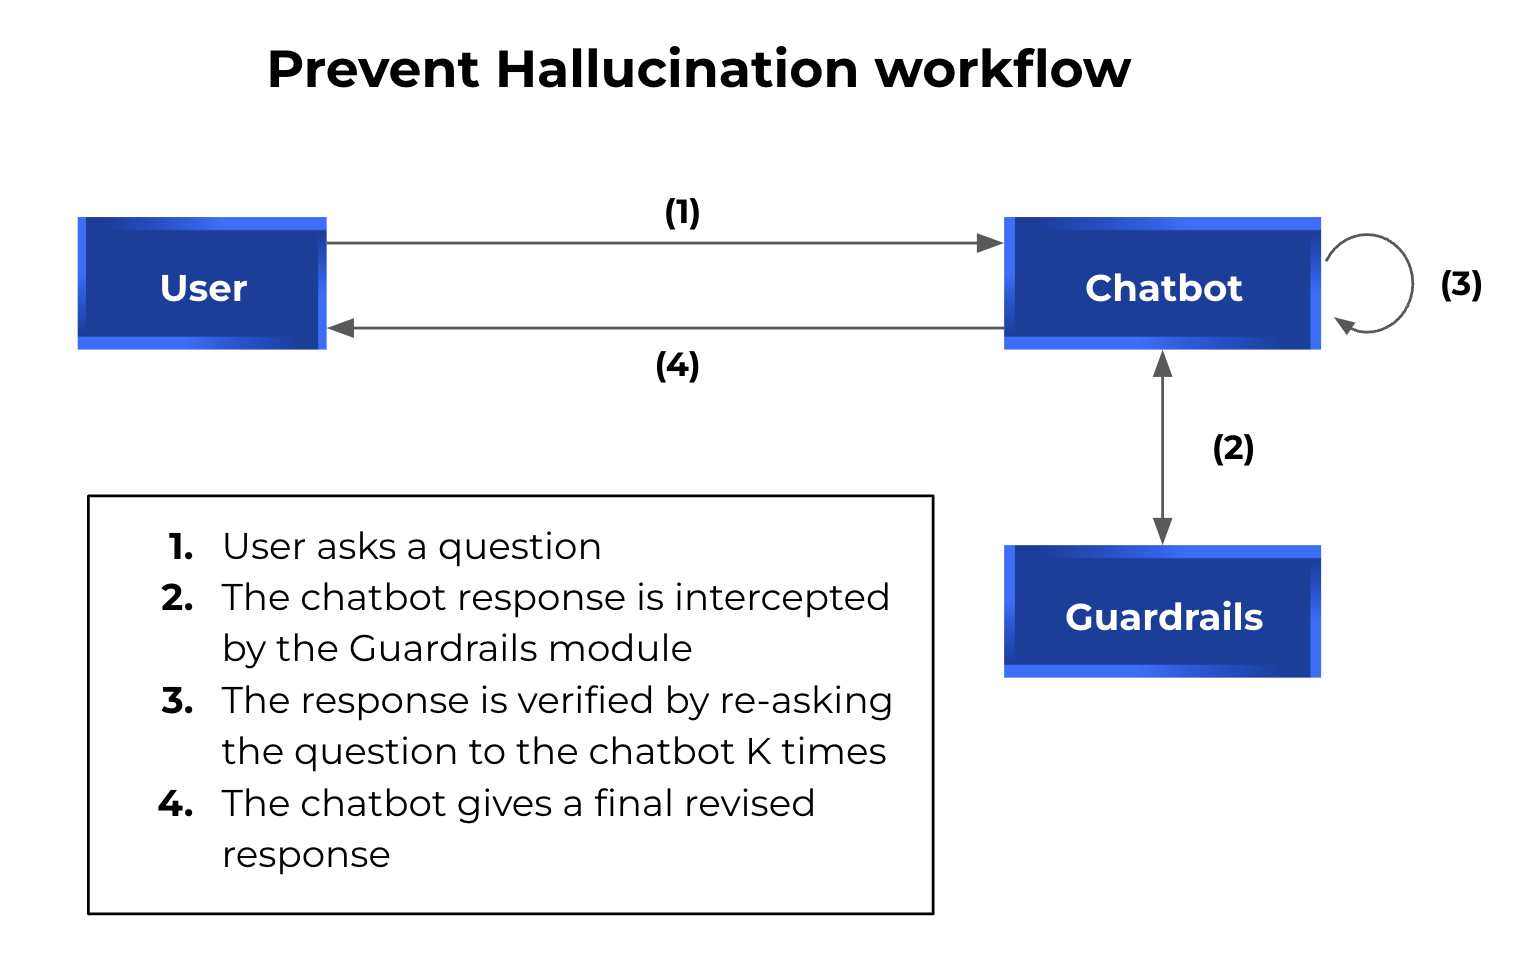 Prevent Hallucination workflow
(1)
User
Chatbot
(3)
(4)
(2)
1. User asks a question
2. The chatbot response is intercepted
by the Guardrails module
3. The response is verified by re-asking
the question to the chatbot K times
4. The chatbot gives a final revised
response
Guardrails